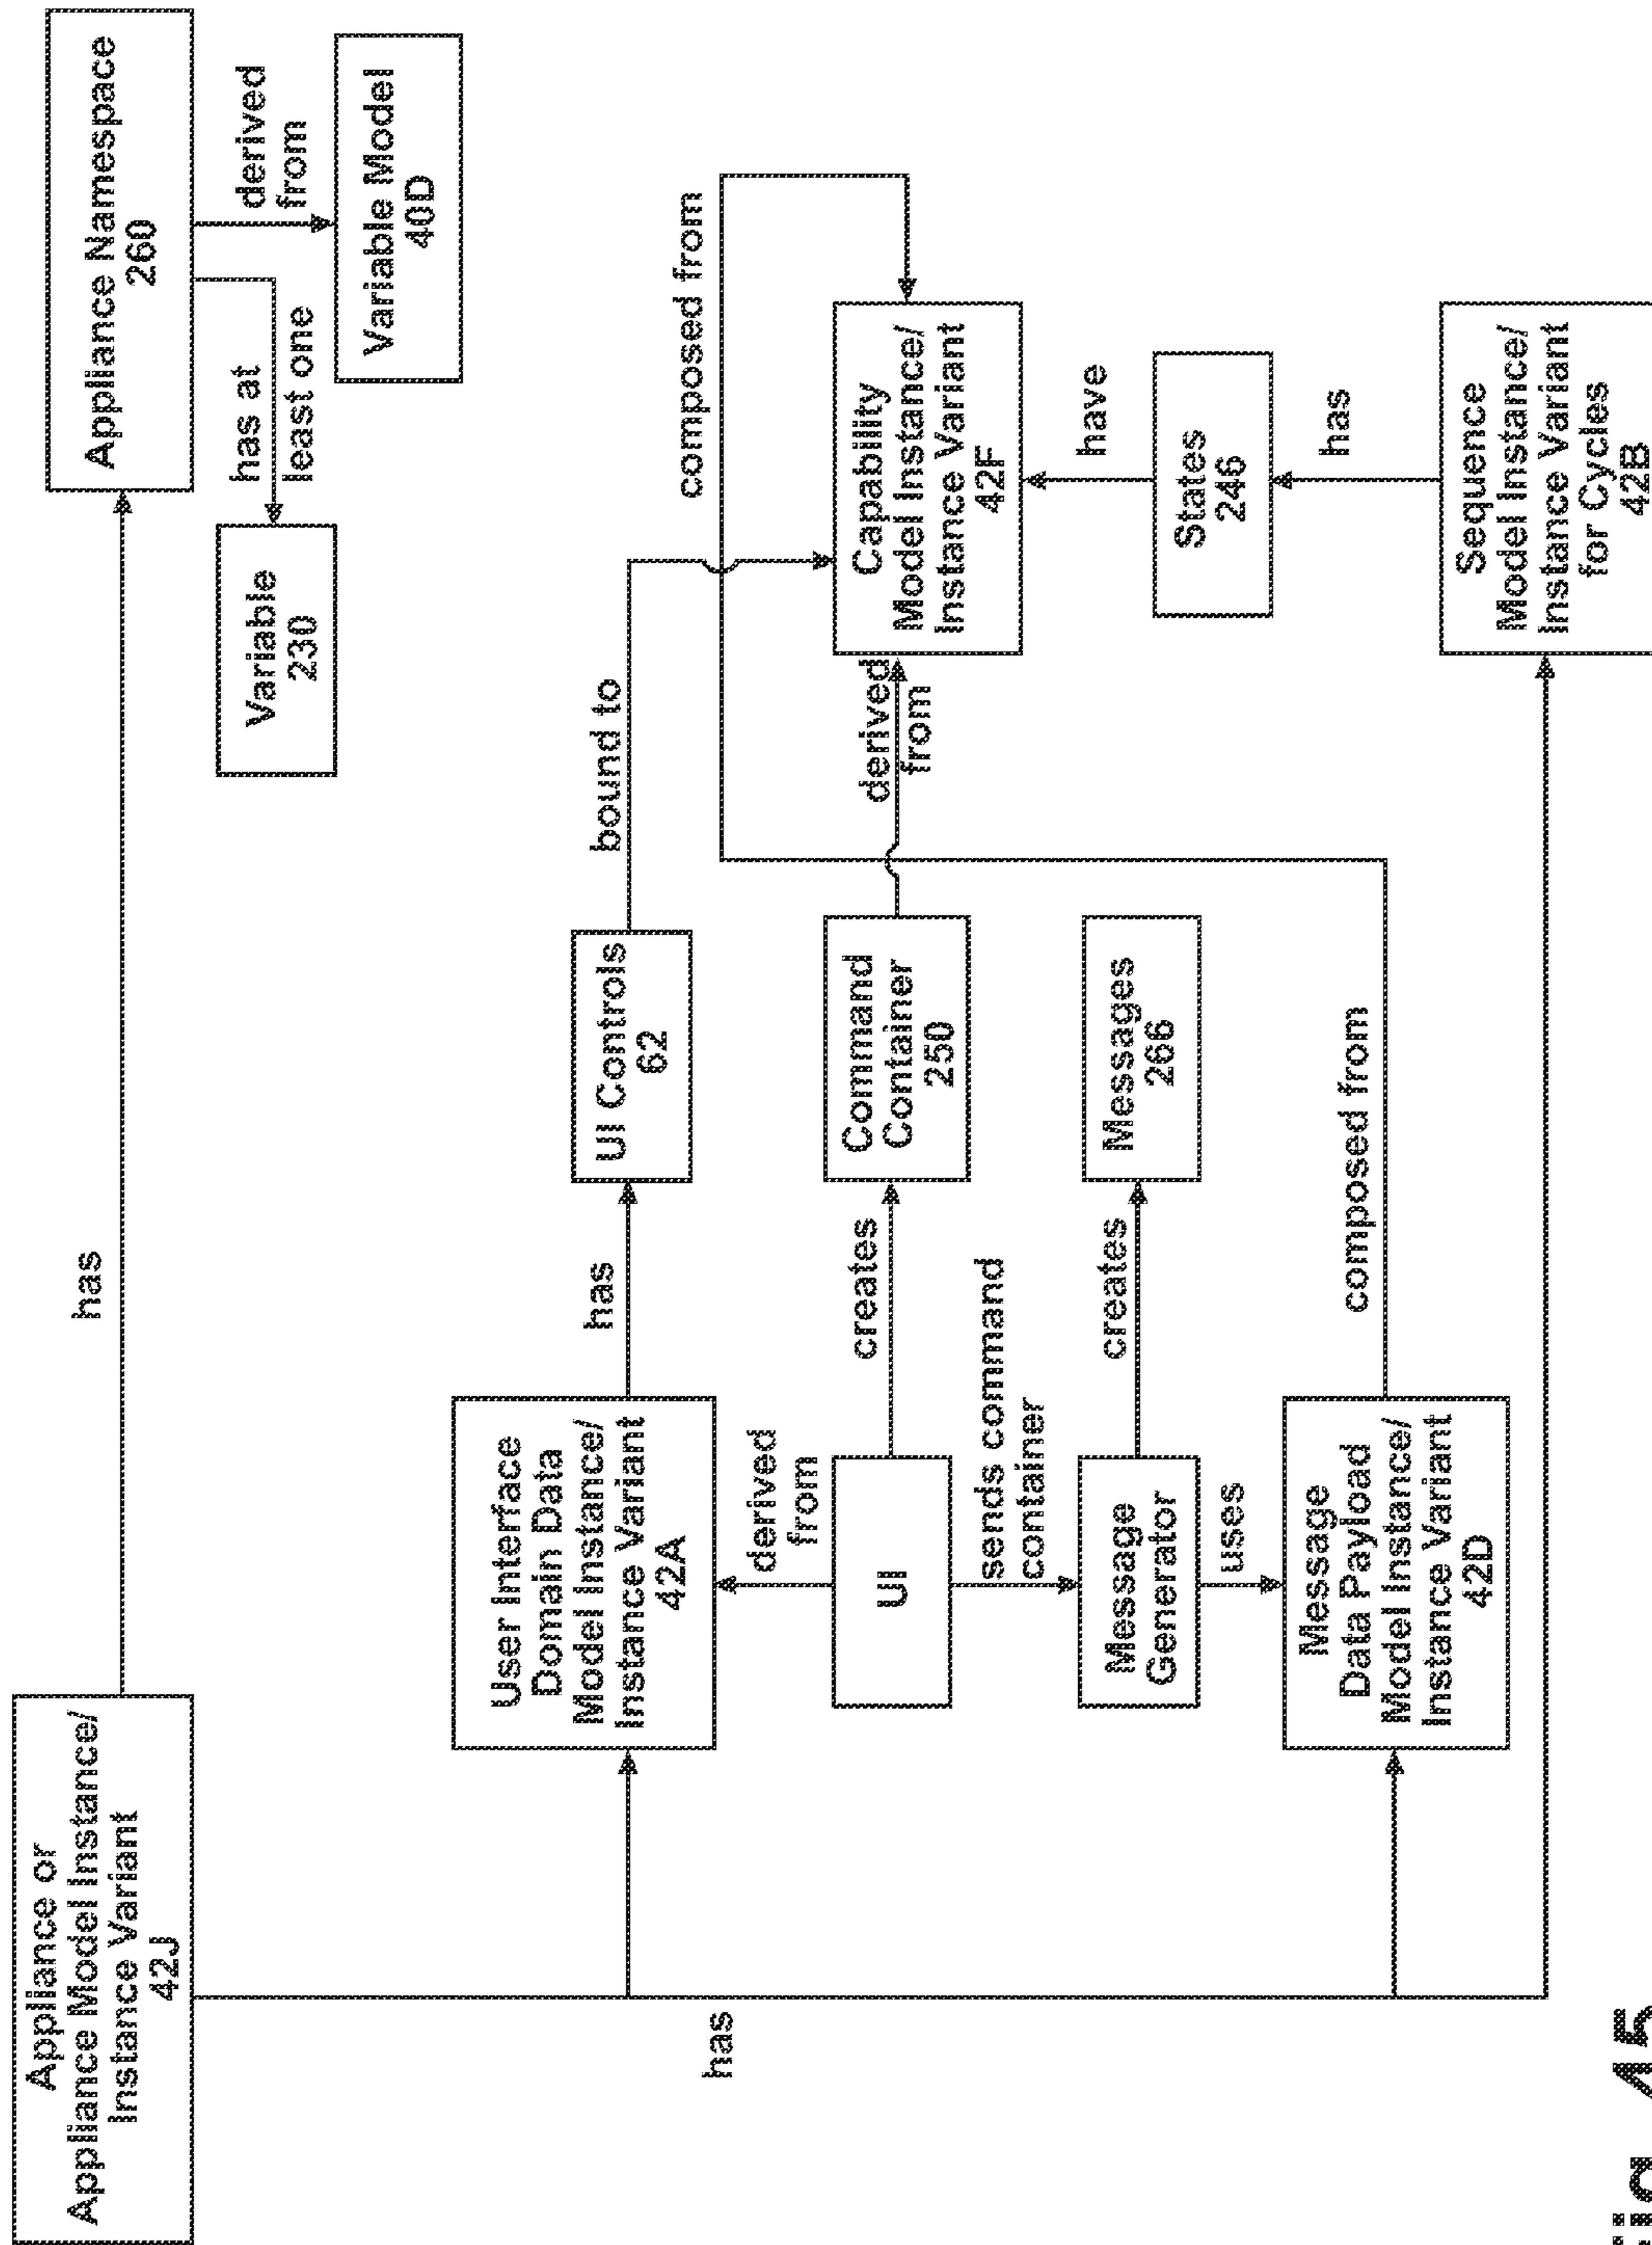 Appliance or
Appliance Model Instance/
Instance Variant
42J
has
Appliance Namespace
260
has at
least one
derived
from
Variable
230
Variable Model
40D
has
User Interface
Domain Data
Model Instance/
Instance Variant
42A
has
UI Controls
62
bound to
composed from
derived
from
UI
creates
Command
Container
250
derived
from
Capability
Model Instance/
Instance Variant
42F
sends command
container
Message
Generator
creates
Messages
266
have
States
246
uses
has
Message
Data Payload
Model Instance/
Instance Variant
42D
composed from
Sequence
Model Instance/
Instance Variant
for Cycles
42B
Fig. 45